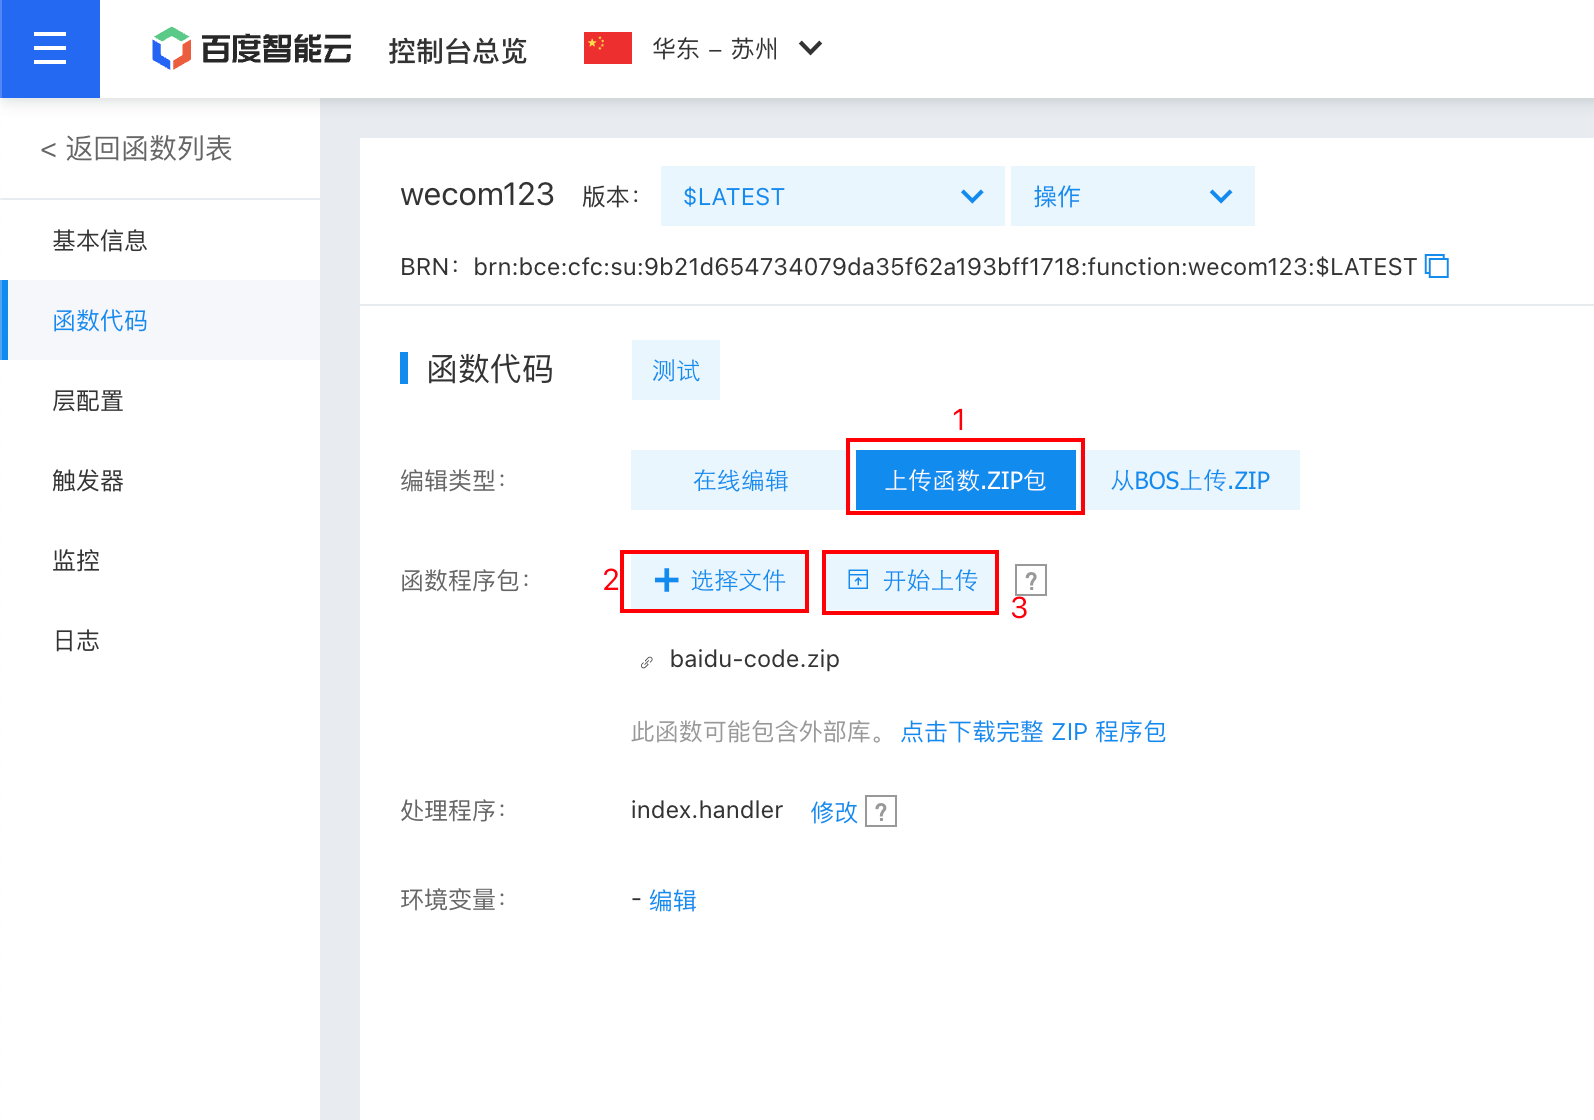 百度智能云 控制台总览 华东 – 苏州
< 返回函数列表
基本信息
函数代码
层配置
触发器
监控
日志
wecom123 版本： $LATEST 操作
BRN： brn:bce:cfc:su:9b21d654734079da35f62a193bff1718:function:wecom123:$LATEST
函数代码 测试
1
编辑类型： 在线编辑 上传函数.ZIP包 从BOS上传.ZIP
函数程序包： 2 选择文件 开始上传 ?
3
baidu-code.zip
此函数可能包含外部库。 点击下载完整 ZIP 程序包
处理程序： index.handler 修改 ?
环境变量： - 编辑